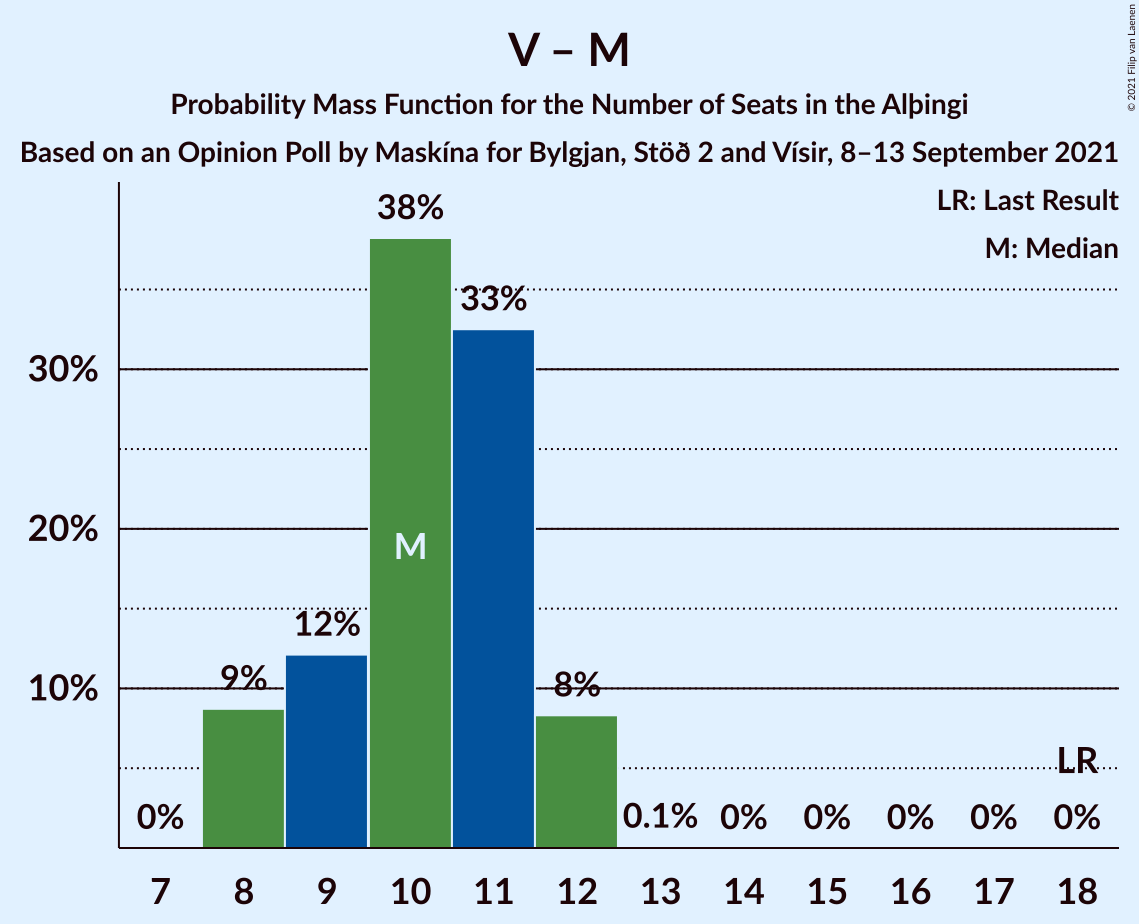 V – M
Probability Mass Function for the Number of Seats in the Alþingi
Based on an Opinion Poll by Maskína for Bylgjan, Stöð 2 and Vísir, 8–13 September 2021
© 2021 Filip van Laenen
LR: Last Result
M: Median
30%
20%
10%
0%
9%
12%
38%
M
33%
8%
0.1%
0%
0%
0%
0%
LR
0%
7 8 9 10 11 12 13 14 15 16 17 18